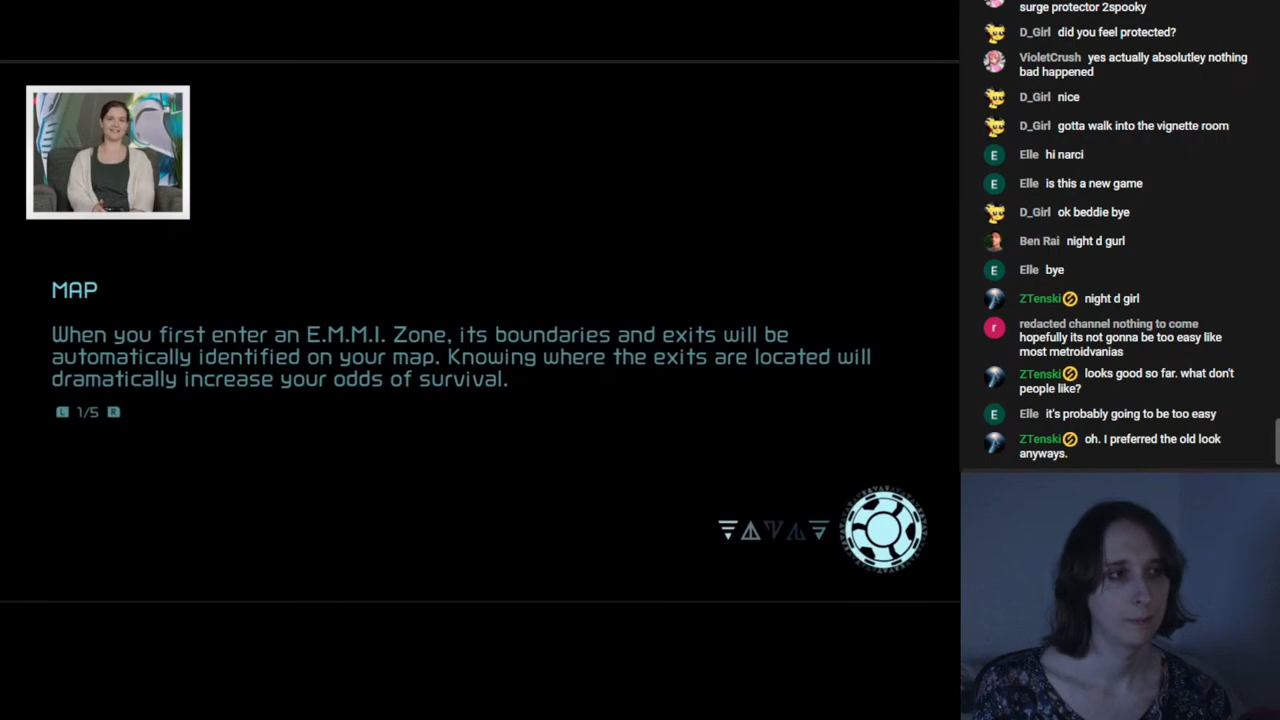 MAP
When you first enter an E.M.M.I. Zone, its boundaries and exits will be
automatically identified on your map. Knowing where the exits are located will
dramatically increase your odds of survival.
L 1/5 R
surge protector 2spooky
D_Girl did you feel protected?
VioletCrush yes actually absolutley nothing
bad happened
D_Girl nice
D_Girl gotta walk into the vignette room
E Elle hi narci
E Elle is this a new game
D_Girl ok beddie bye
Ben Rai night d gurl
E Elle bye
ZTenski night d girl
r redacted channel nothing to come
hopefully its not gonna be too easy like
most metroidvanias
ZTenski looks good so far. what don't
people like?
E Elle it's probably going to be too easy
ZTenski oh. I preferred the old look
anyways.